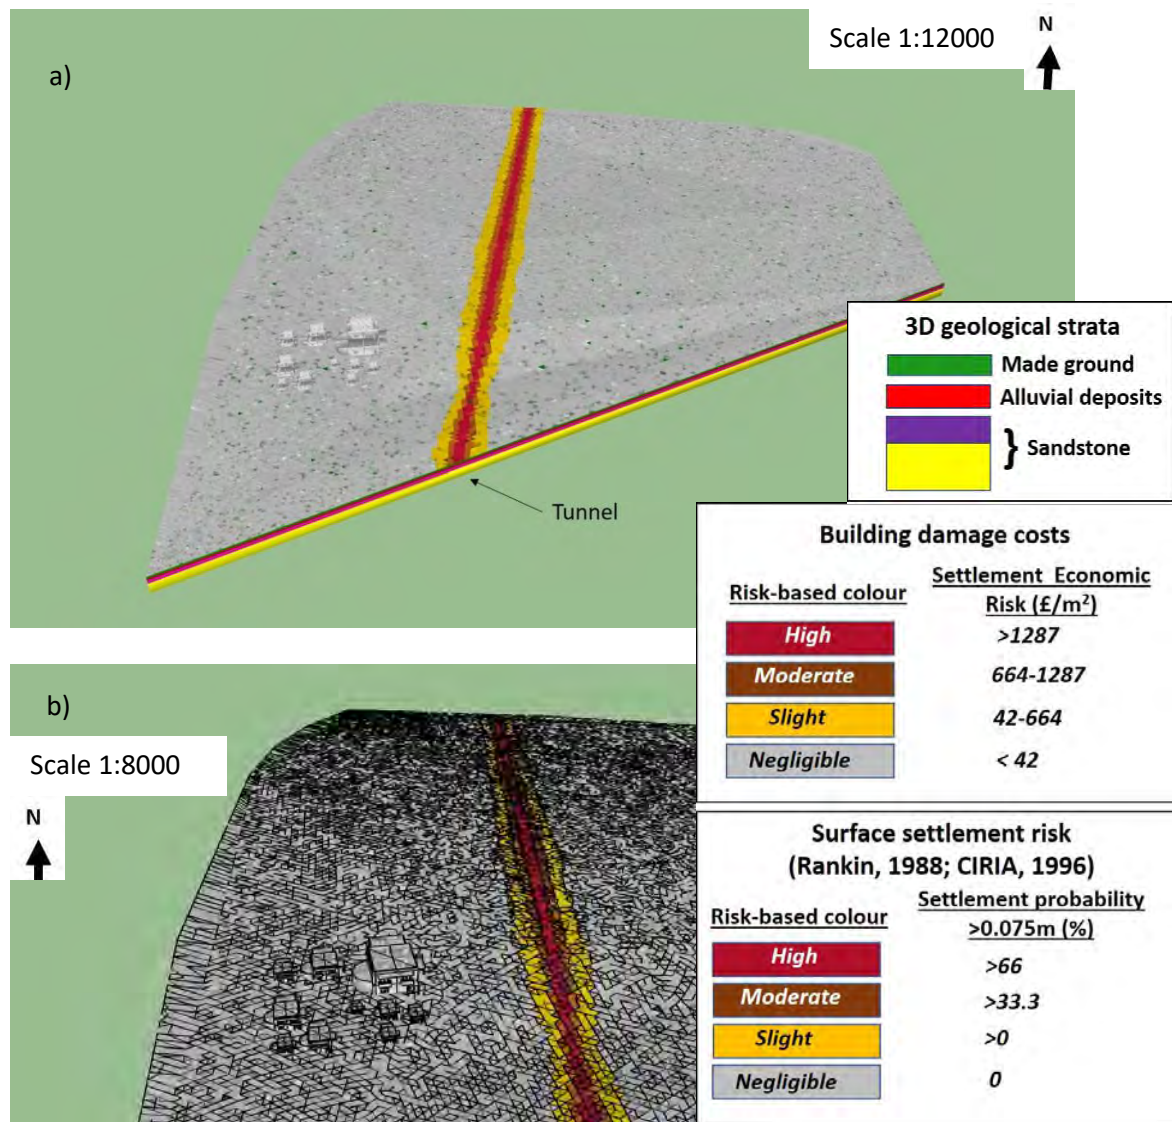 a)
Scale 1:12000
N
3D geological strata
Made ground
Alluvial deposits
} Sandstone
Tunnel
Building damage costs
Risk-based colour
Settlement Economic
Risk (£/m²)
High
>1287
Moderate
664-1287
Slight
42-664
Negligible
< 42
b)
Scale 1:8000
N
Surface settlement risk
(Rankin, 1988; CIRIA, 1996)
Risk-based colour
Settlement probability
>0.075m (%)
High
>66
Moderate
>33.3
Slight
>0
Negligible
0